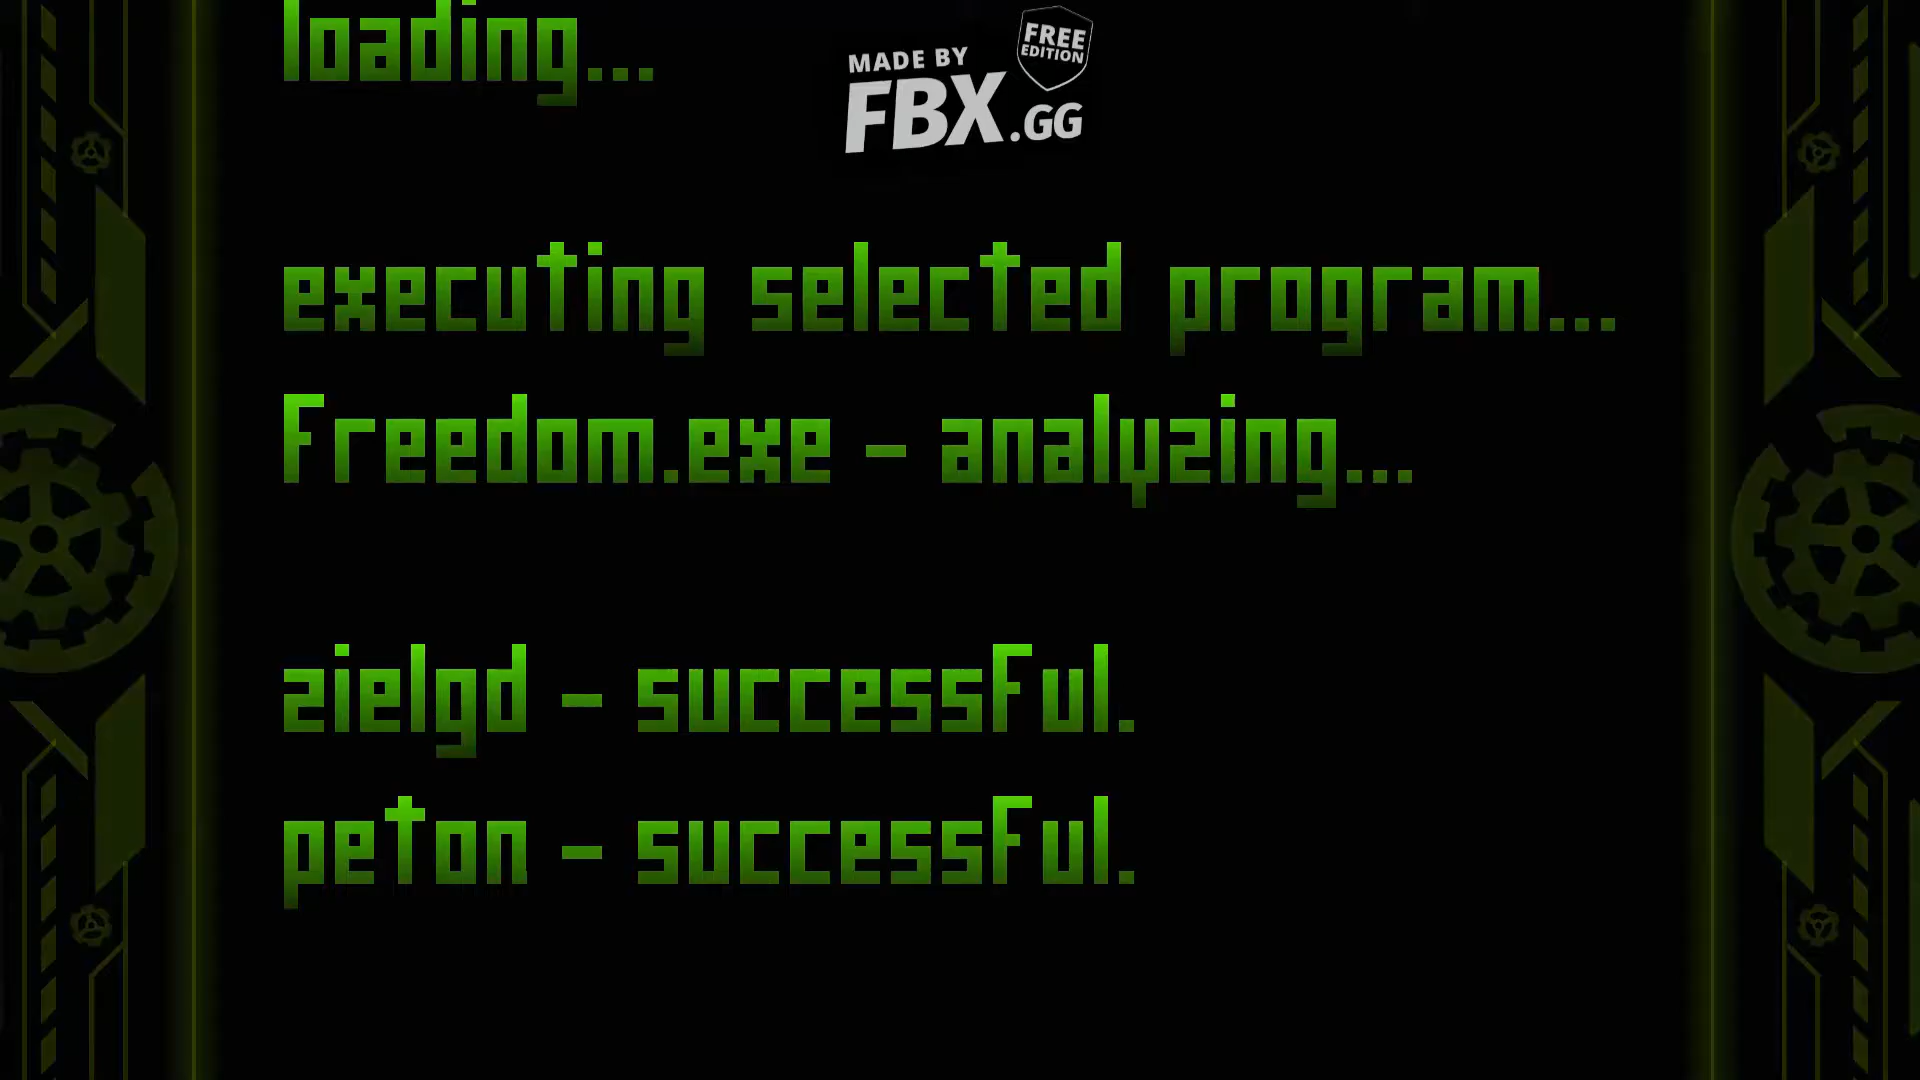 loading...
MADE BY
FBX.GG
FREE
EDITION
executing selected program...
Freedom.exe - analyzing...
zielgd - successful.
peton - successful.